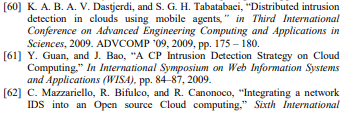 [60] K. A. B. A. V. Dastjerdi, and S. G. H. Tabatabaei, “Distributed intrusion
detection in clouds using mobile agents,” in Third International
Conference on Advanced Engineering Computing and Applications in
Sciences, 2009. ADVCOMP '09, 2009, pp. 175 – 180.
[61] Y. Guan, and J. Bao, “A CP Intrusion Detection Strategy on Cloud
Computing,” In International Symposium on Web Information Systems
and Applications (WISA), pp. 84–87, 2009.
[62] C. Mazzariello, R. Bifulco, and R. Canonoco, “Integrating a network
IDS into an Open source Cloud computing,” Sixth International